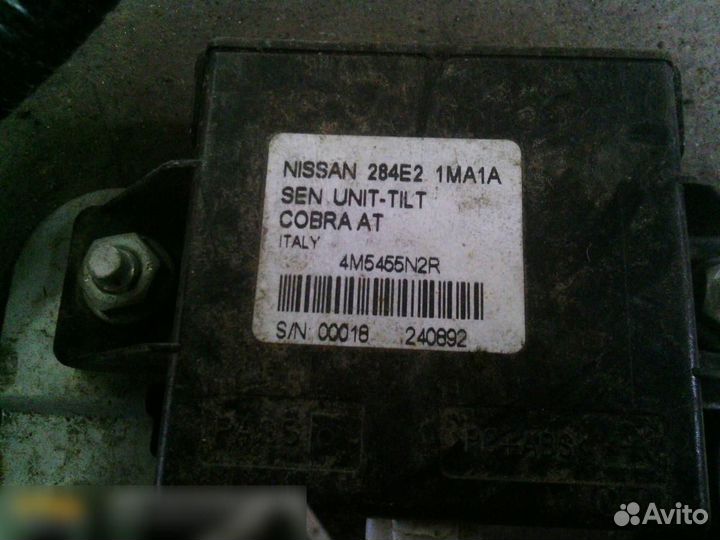 NISSAN 284E2 1MA1A
SEN UNIT-TILT
COBRA AT
ITALY
4M5455N2R
S/N 00018 240892
Avito